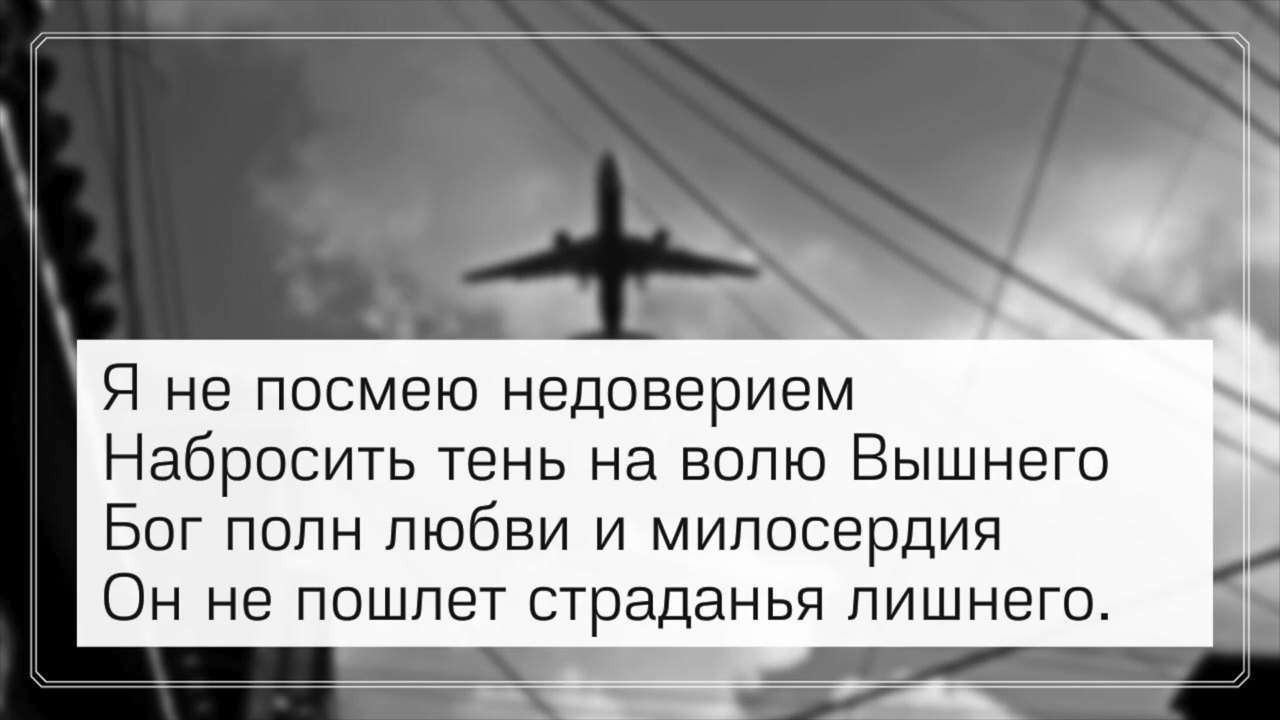 Я не посмею недоверием
Набросить тень на волю Вышнего
Бог полн любви и милосердия
Он не пошлет страданья лишнего.